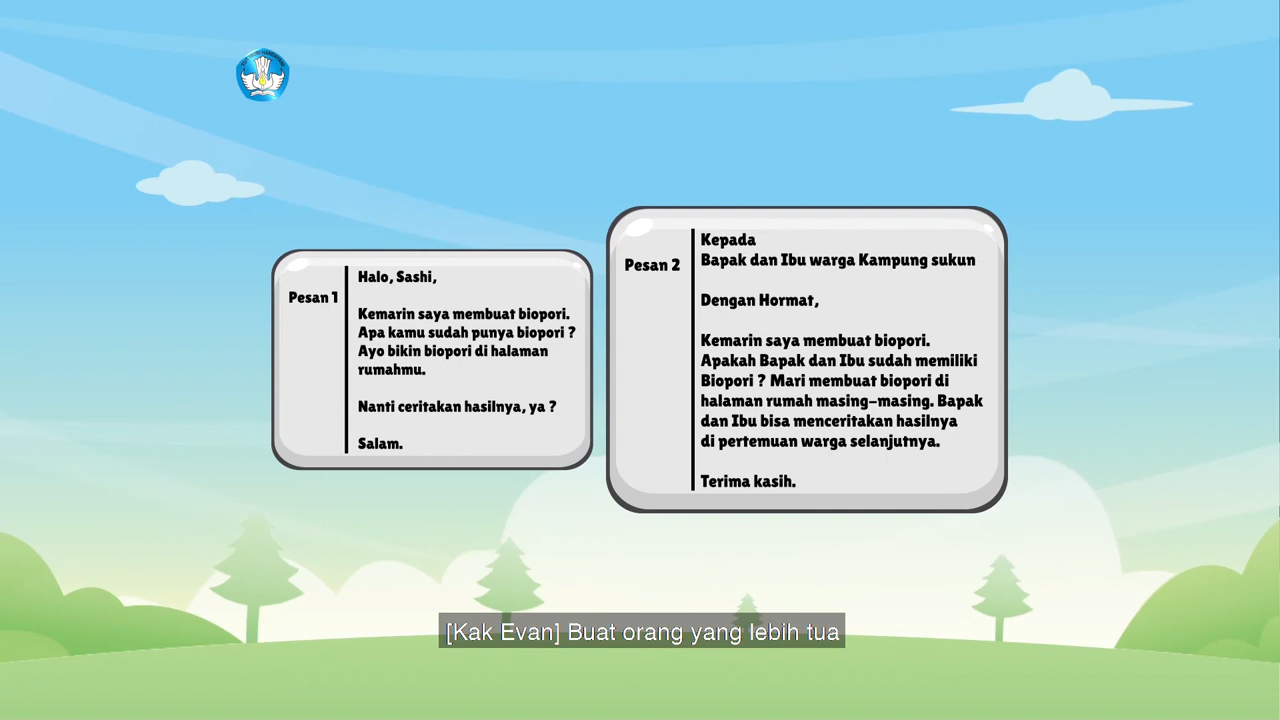 Pesan 1
Halo, Sashi,
Kemarin saya membuat biopori.
Apa kamu sudah punya biopori ?
Ayo bikin biopori di halaman
rumahmu.
Nanti ceritakan hasilnya, ya ?
Salam.
Pesan 2
Kepada
Bapak dan Ibu warga Kampung sukun
Dengan Hormat,
Kemarin saya membuat biopori.
Apakah Bapak dan Ibu sudah memiliki
Biopori ? Mari membuat biopori di
halaman rumah masing-masing. Bapak
dan Ibu bisa menceritakan hasilnya
di pertemuan warga selanjutnya.
Terima kasih.
[Kak Evan] Buat orang yang lebih tua